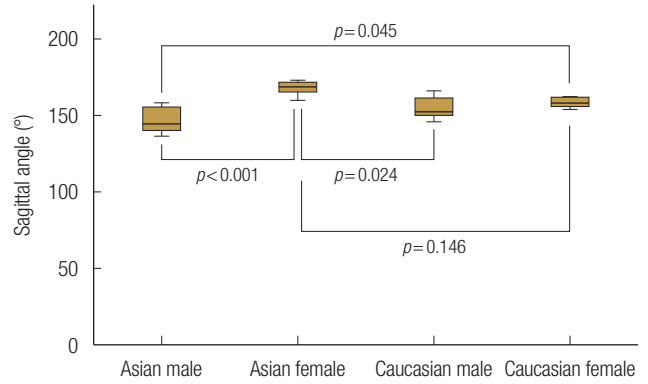 p=0.045
200
150
Sagittal angle (°)
p<0.001
p=0.024
100
p=0.146
50
0
Asian male
Asian female
Caucasian male
Caucasian female